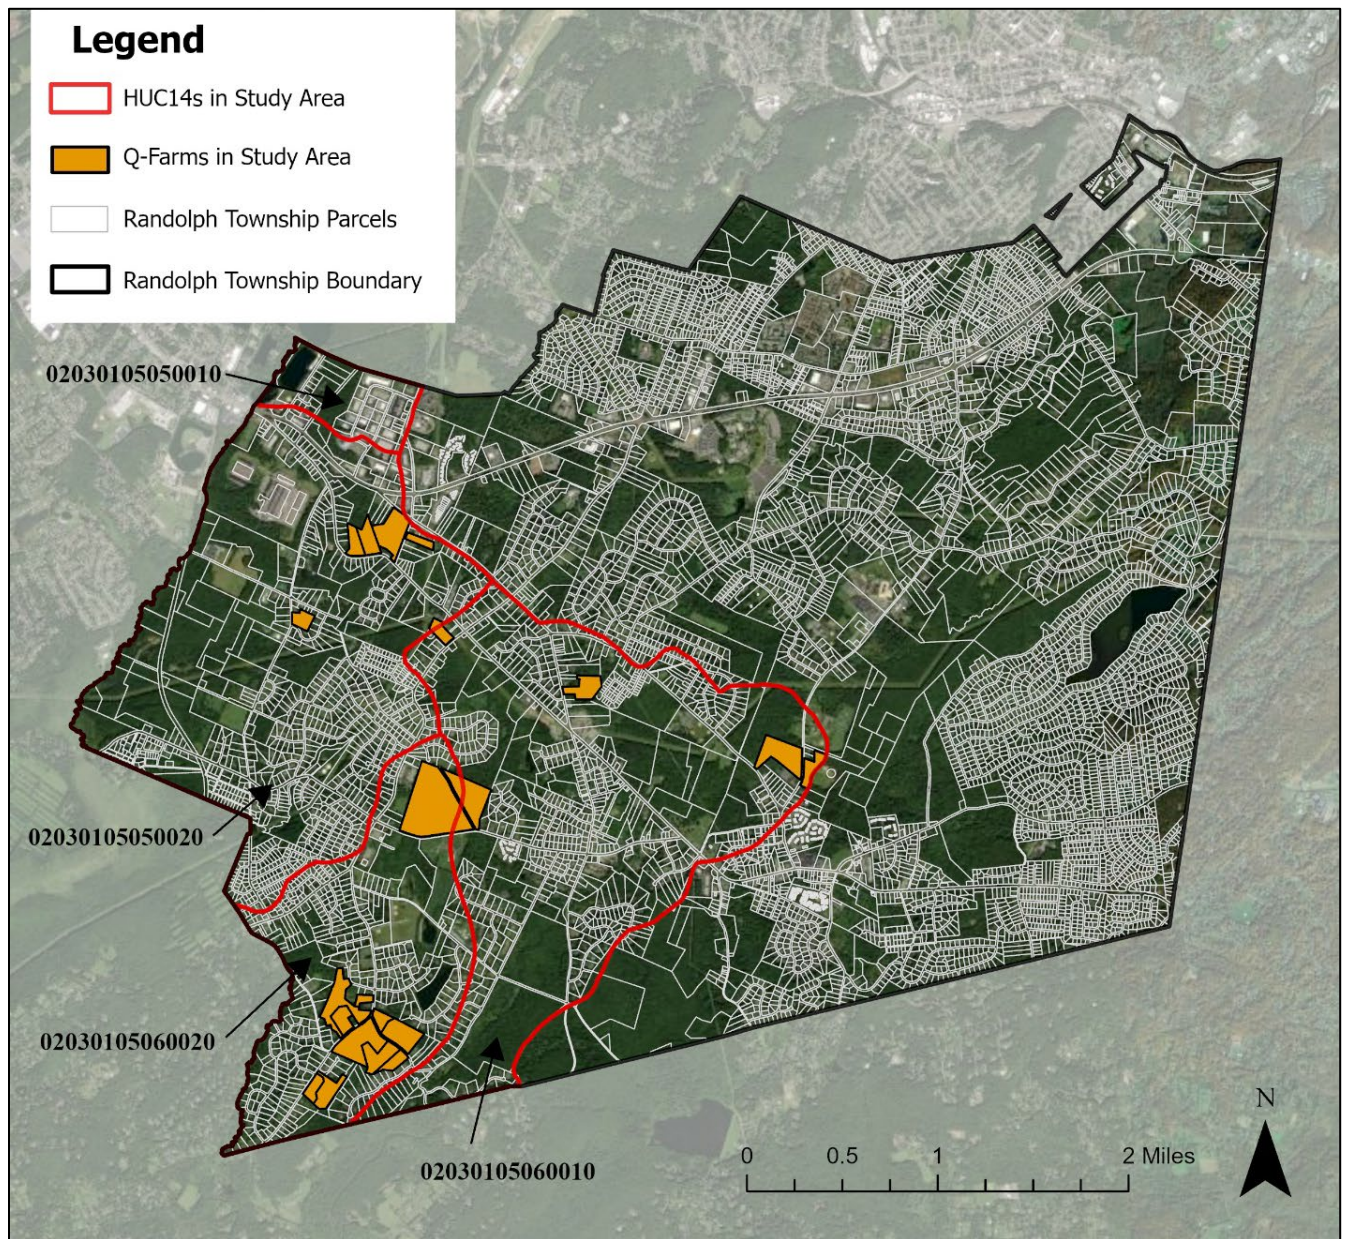 Legend
HUC14s in Study Area
Q-Farms in Study Area
Randolph Township Parcels
Randolph Township Boundary
02030105050010
02030105050020
02030105060020
02030105060010
0 0.5 1 2 Miles
N